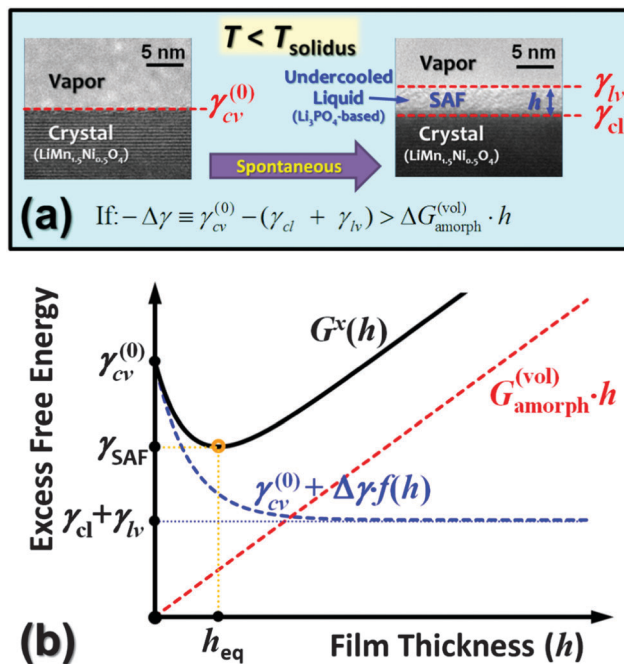 5 nm
T < Tsolidus
5 nm
Vapor
γcv(0)
Crystal
(LiMn1.5Ni0.5O4)
Undercooled
Liquid
(Li3PO4-based)
Vapor
SAF
h
γlv
γcl
Crystal
(LiMn1.5Ni0.5O4)
Spontaneous
(a) If: − Δγ ≡ γcv(0) − (γcl + γlv) > ΔGamorph(vol) · h
Excess Free Energy
γcv(0)
γSAF
γcl+γlv
Gx(h)
Gamorph(vol)·h
γcv(0) + Δγ·f(h)
(b)
heq
Film Thickness (h)